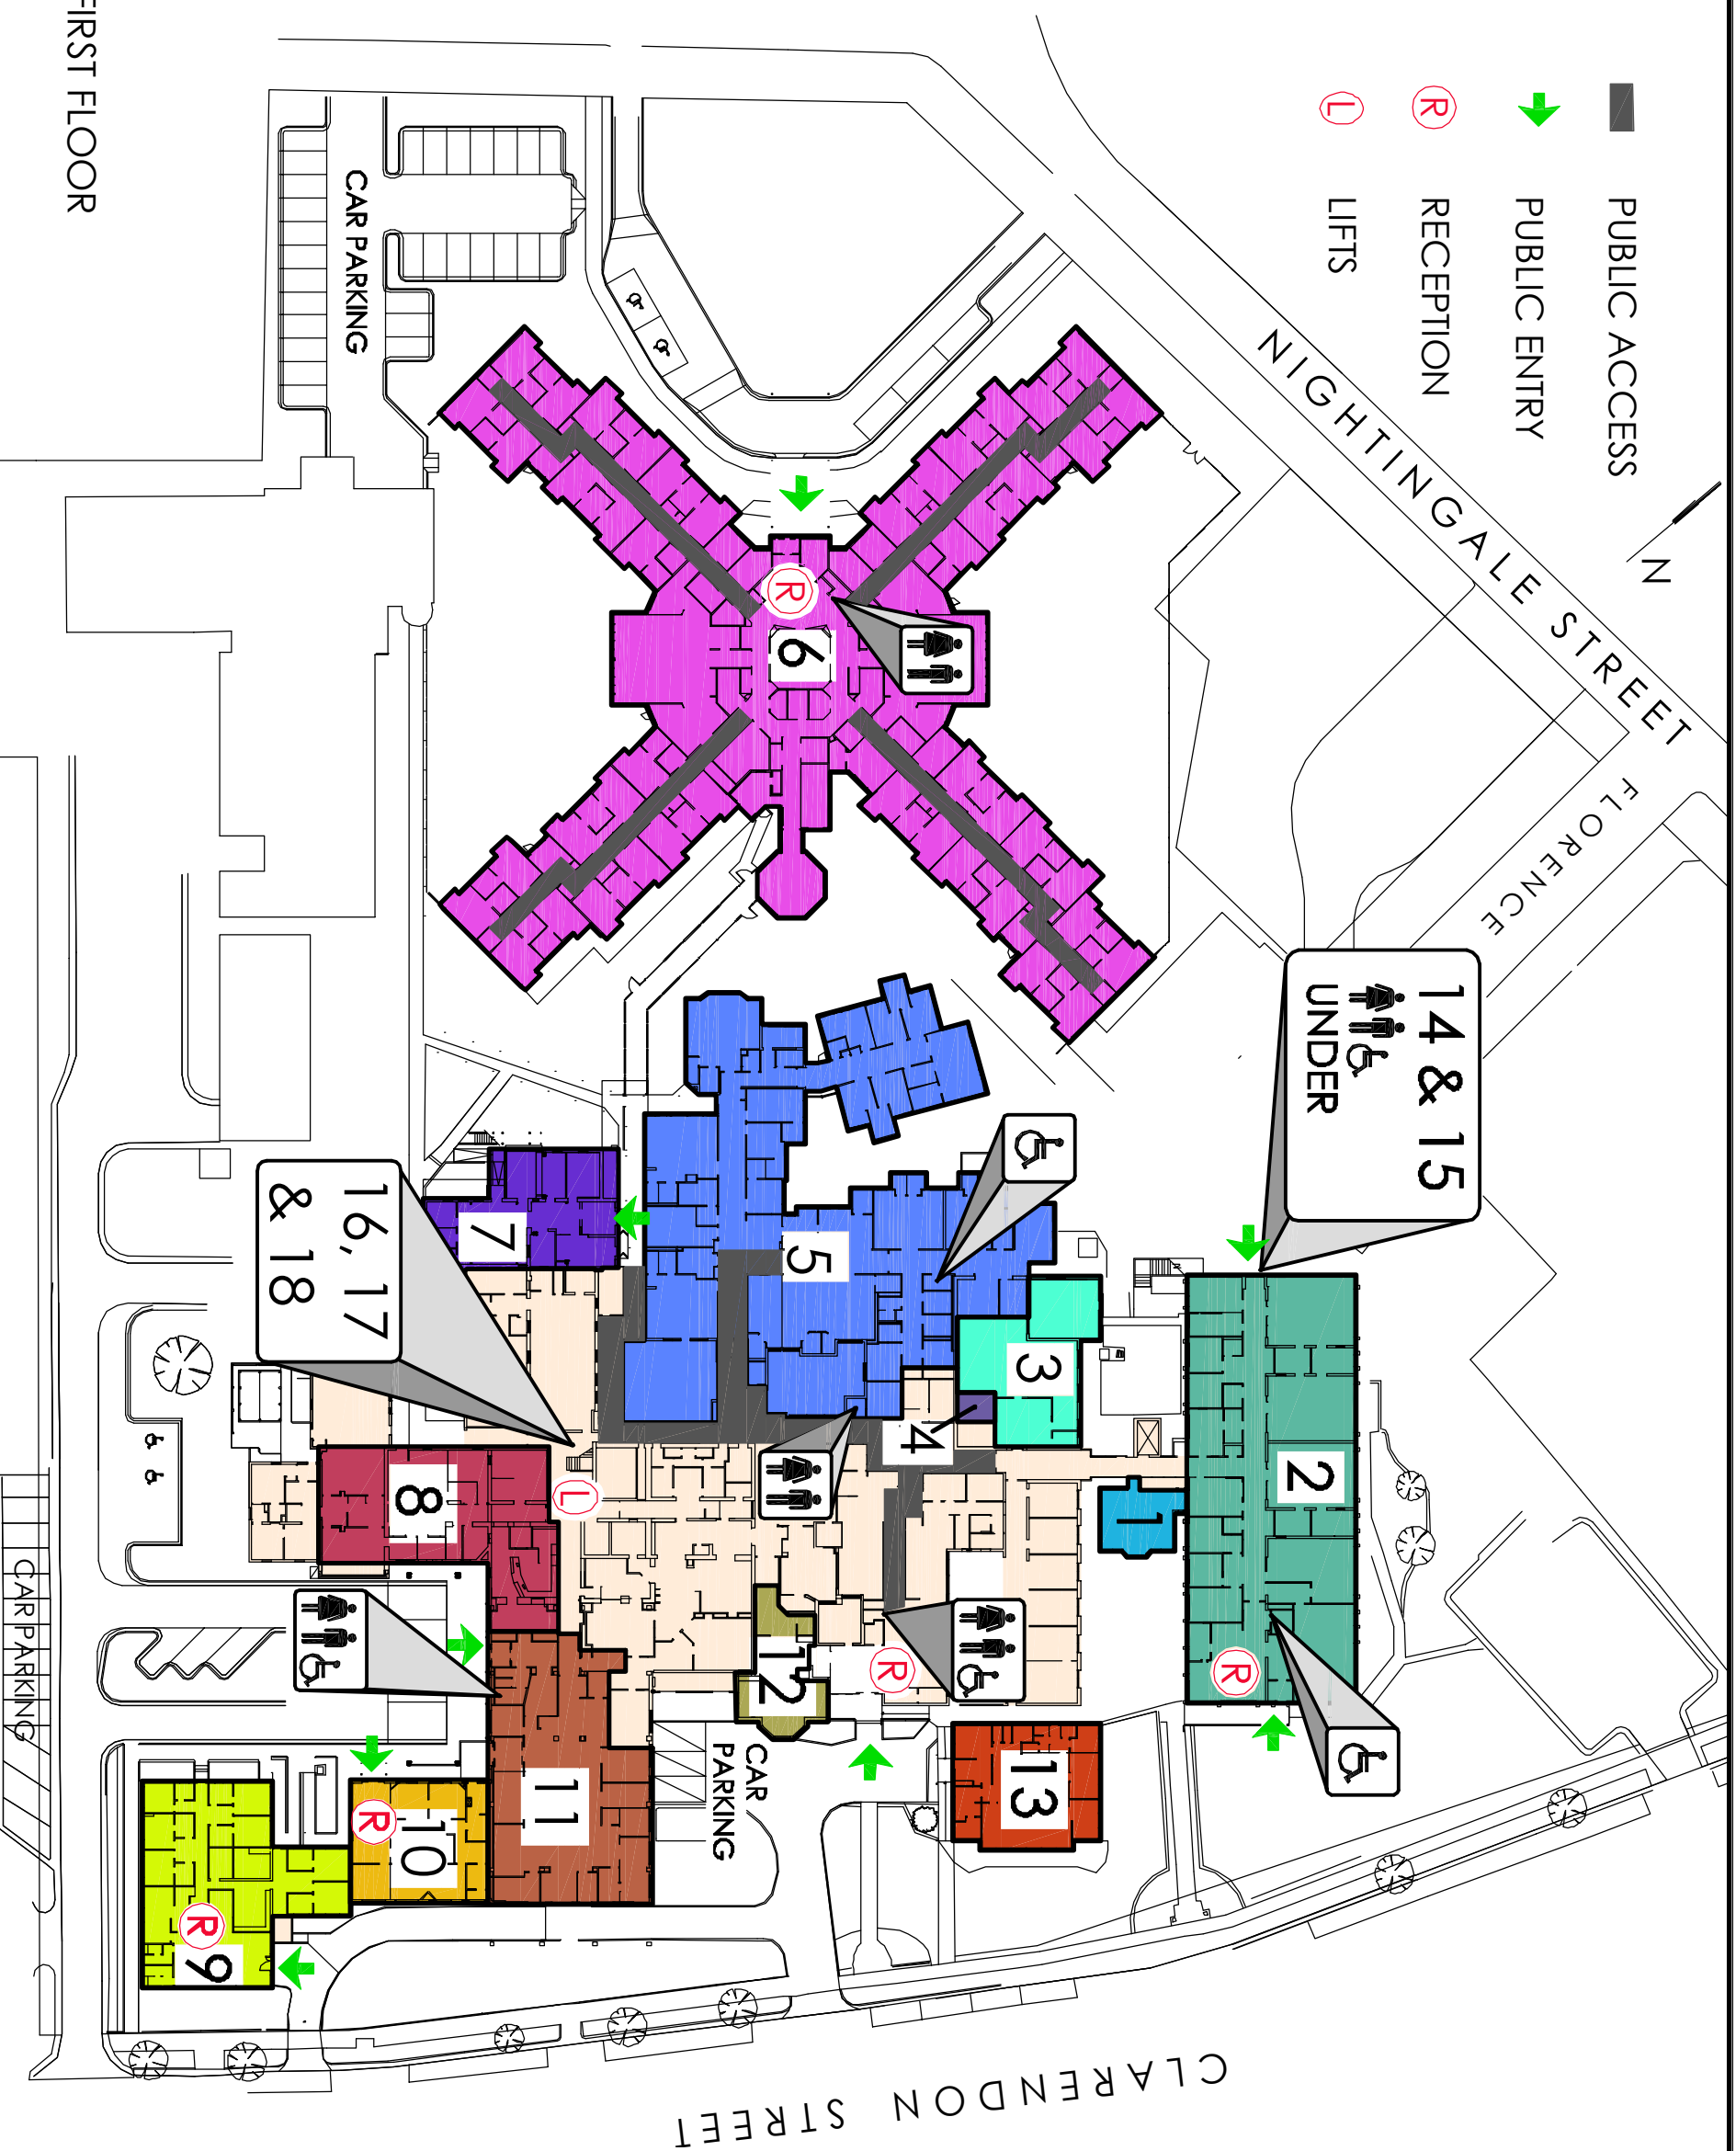 PUBLIC ACCESS
PUBLIC ENTRY
R RECEPTION
L LIFTS
N
NIGHTINGALE STREET
FLORENCE
14 & 15
UNDER
2
R
1
3
4
5
6
R
7
16, 17
& 18
8
L
R
12
13
11
10
R
9
R
CAR
PARKING
CAR PARKING
CAR PARKING
CLARENDON STREET
FIRST FLOOR